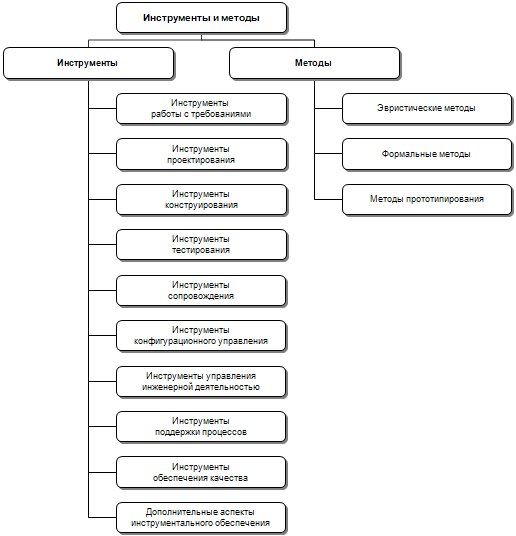 Инструменты и методы
Инструменты
Методы
Инструменты
работы с требованиями
Инструменты
проектирования
Инструменты
конструирования
Инструменты
тестирования
Инструменты
сопровождения
Инструменты
конфигурационного управления
Инструменты управления
инженерной деятельностью
Инструменты
поддержки процессов
Инструменты
обеспечения качества
Дополнительные аспекты
инструментального обеспечения
Эвристические методы
Формальные методы
Методы прототипирования